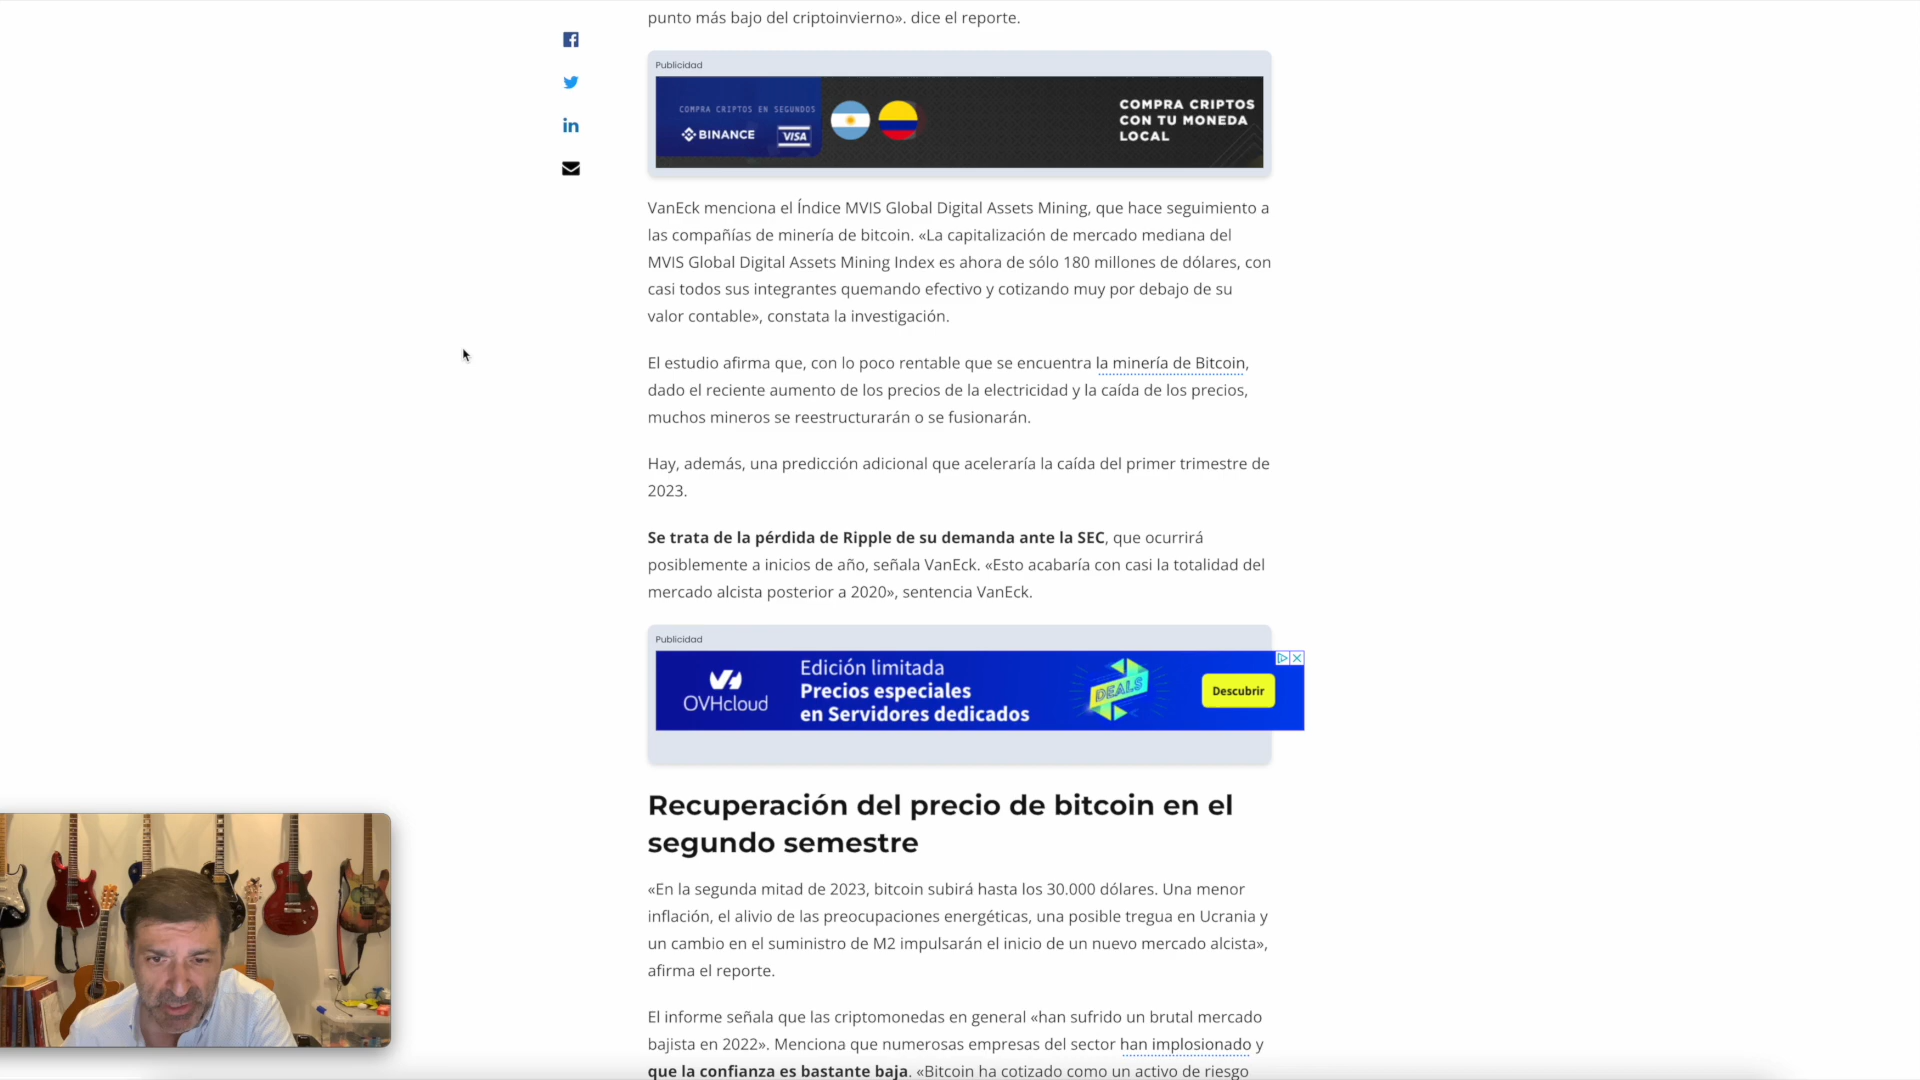 punto más bajo del criptoinvierno». dice el reporte.
Publicidad
COMPRA CRIPTOS EN SEGUNDOS
BINANCE VISA
COMPRA CRIPTOS
CON TU MONEDA
LOCAL
VanEck menciona el Índice MVIS Global Digital Assets Mining, que hace seguimiento a
las compañías de minería de bitcoin. «La capitalización de mercado mediana del
MVIS Global Digital Assets Mining Index es ahora de sólo 180 millones de dólares, con
casi todos sus integrantes quemando efectivo y cotizando muy por debajo de su
valor contable», constata la investigación.
El estudio afirma que, con lo poco rentable que se encuentra la minería de Bitcoin,
dado el reciente aumento de los precios de la electricidad y la caída de los precios,
muchos mineros se reestructurarán o se fusionarán.
Hay, además, una predicción adicional que aceleraría la caída del primer trimestre de
2023.
Se trata de la pérdida de Ripple de su demanda ante la SEC, que ocurrirá
posiblemente a inicios de año, señala VanEck. «Esto acabaría con casi la totalidad del
mercado alcista posterior a 2020», sentencia VanEck.
Publicidad
OVHcloud
Edición limitada
Precios especiales
en Servidores dedicados
DEALS
Descubrir
Recuperación del precio de bitcoin en el
segundo semestre
«En la segunda mitad de 2023, bitcoin subirá hasta los 30.000 dólares. Una menor
inflación, el alivio de las preocupaciones energéticas, una posible tregua en Ucrania y
un cambio en el suministro de M2 impulsarán el inicio de un nuevo mercado alcista»,
afirma el reporte.
El informe señala que las criptomonedas en general «han sufrido un brutal mercado
bajista en 2022». Menciona que numerosas empresas del sector han implosionado y
que la confianza es bastante baja. «Bitcoin ha cotizado como un activo de riesgo